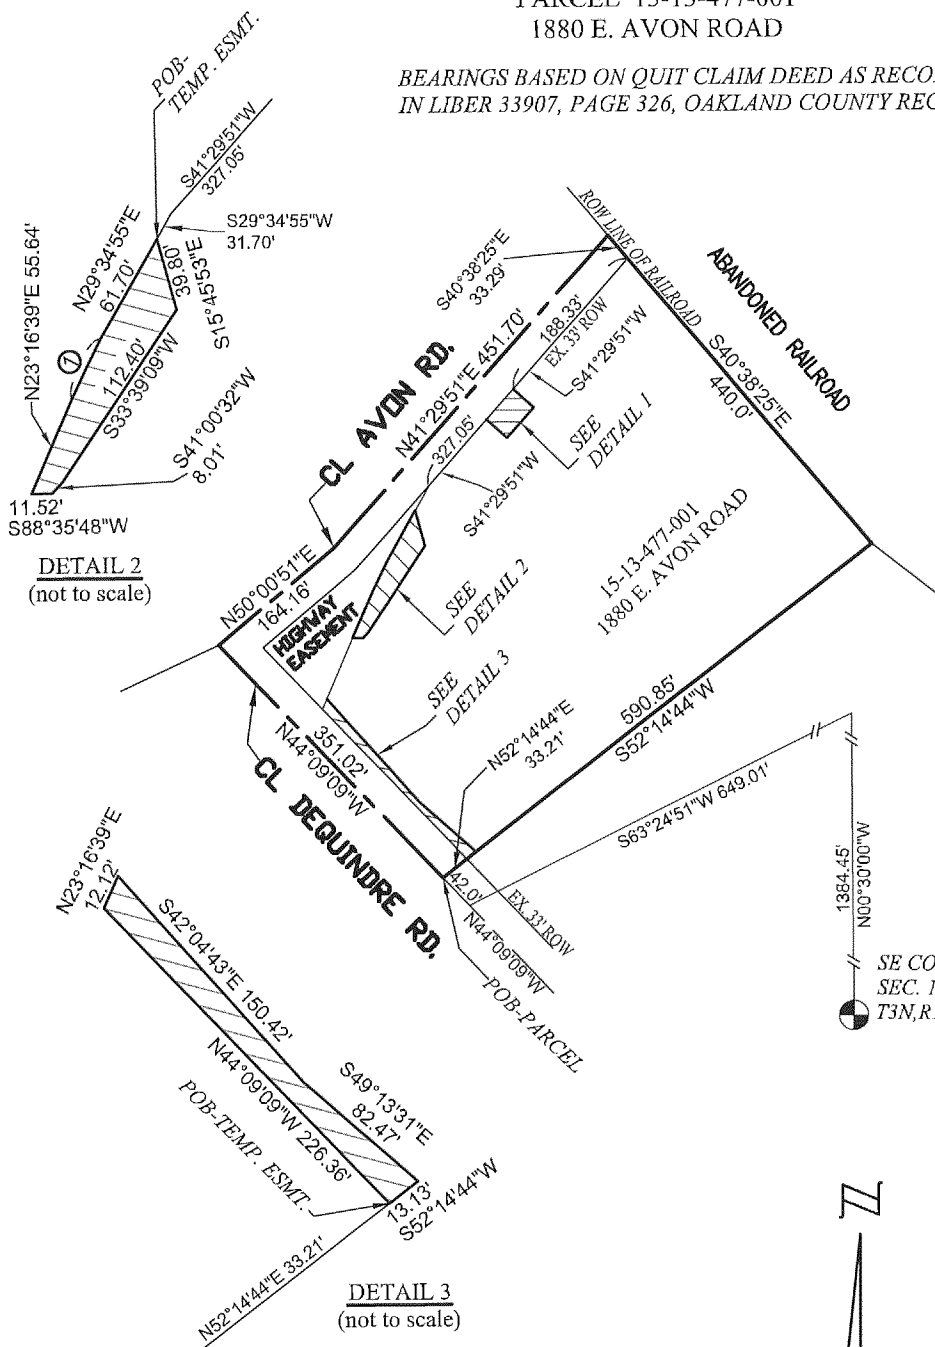 PARCEL 15-13-477-001
1880 E. AVON ROAD
BEARINGS BASED ON QUIT CLAIM DEED AS RECO
IN LIBER 33907, PAGE 326, OAKLAND COUNTY REC
POB-
TEMP. ESMT.
S41°29'51"W
327.05'
S29°34'55"W
31.70'
N23°16'39"E 55.64'
N29°34'55"E
61.70'
39.80'
S15°45'53"E
1
112.40'
S33°39'09"W
S41°00'32"W
8.01'
11.52'
S88°35'48"W
DETAIL 2
(not to scale)
ROW LINE OF RAILROAD
ABANDONED RAILROAD
S40°38'25"E
33.29'
188.33'
EX. 33' ROW
S41°29'51"W
S40°38'25"E
440.0'
CL AVON RD.
N41°29'51"E 451.70'
327.05'
S41°29'51"W
SEE
DETAIL 1
15-13-477-001
1880 E. AVON ROAD
N50°00'51"E
164.16'
HIGHWAY
EASEMENT
SEE
DETAIL 2
SEE
DETAIL 3
351.02'
N44°09'09"W
CL DEQUINDRE RD.
N52°14'44"E
33.21'
590.85'
S52°14'44"W
S63°24'51"W 649.01'
1384.45'
N00°30'00"W
42.0'
N44°09'09"W
EX. 33' ROW
POB-PARCEL
SE CO
SEC. 1
T3N,R
N23°16'39"E
12.12'
S42°04'43"E 150.42'
N44°09'09"W 226.36'
S49°13'31"E
82.47'
POB-TEMP. ESMT.
13.13'
S52°14'44"W
N52°14'44"E 33.21'
DETAIL 3
(not to scale)
N